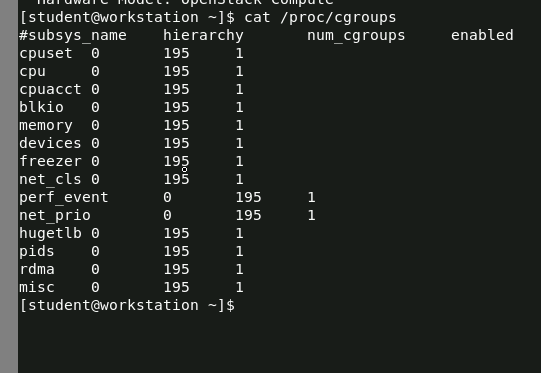 Hardware Model: OpenStack Compute
[student@workstation ~]$ cat /proc/cgroups
#subsys_name hierarchy num_cgroups enabled
cpuset 0 195 1
cpu 0 195 1
cpuacct 0 195 1
blkio 0 195 1
memory 0 195 1
devices 0 195 1
freezer 0 195 1
net_cls 0 195 1
perf_event 0 195 1
net_prio 0 195 1
hugetlb 0 195 1
pids 0 195 1
rdma 0 195 1
misc 0 195 1
[student@workstation ~]$